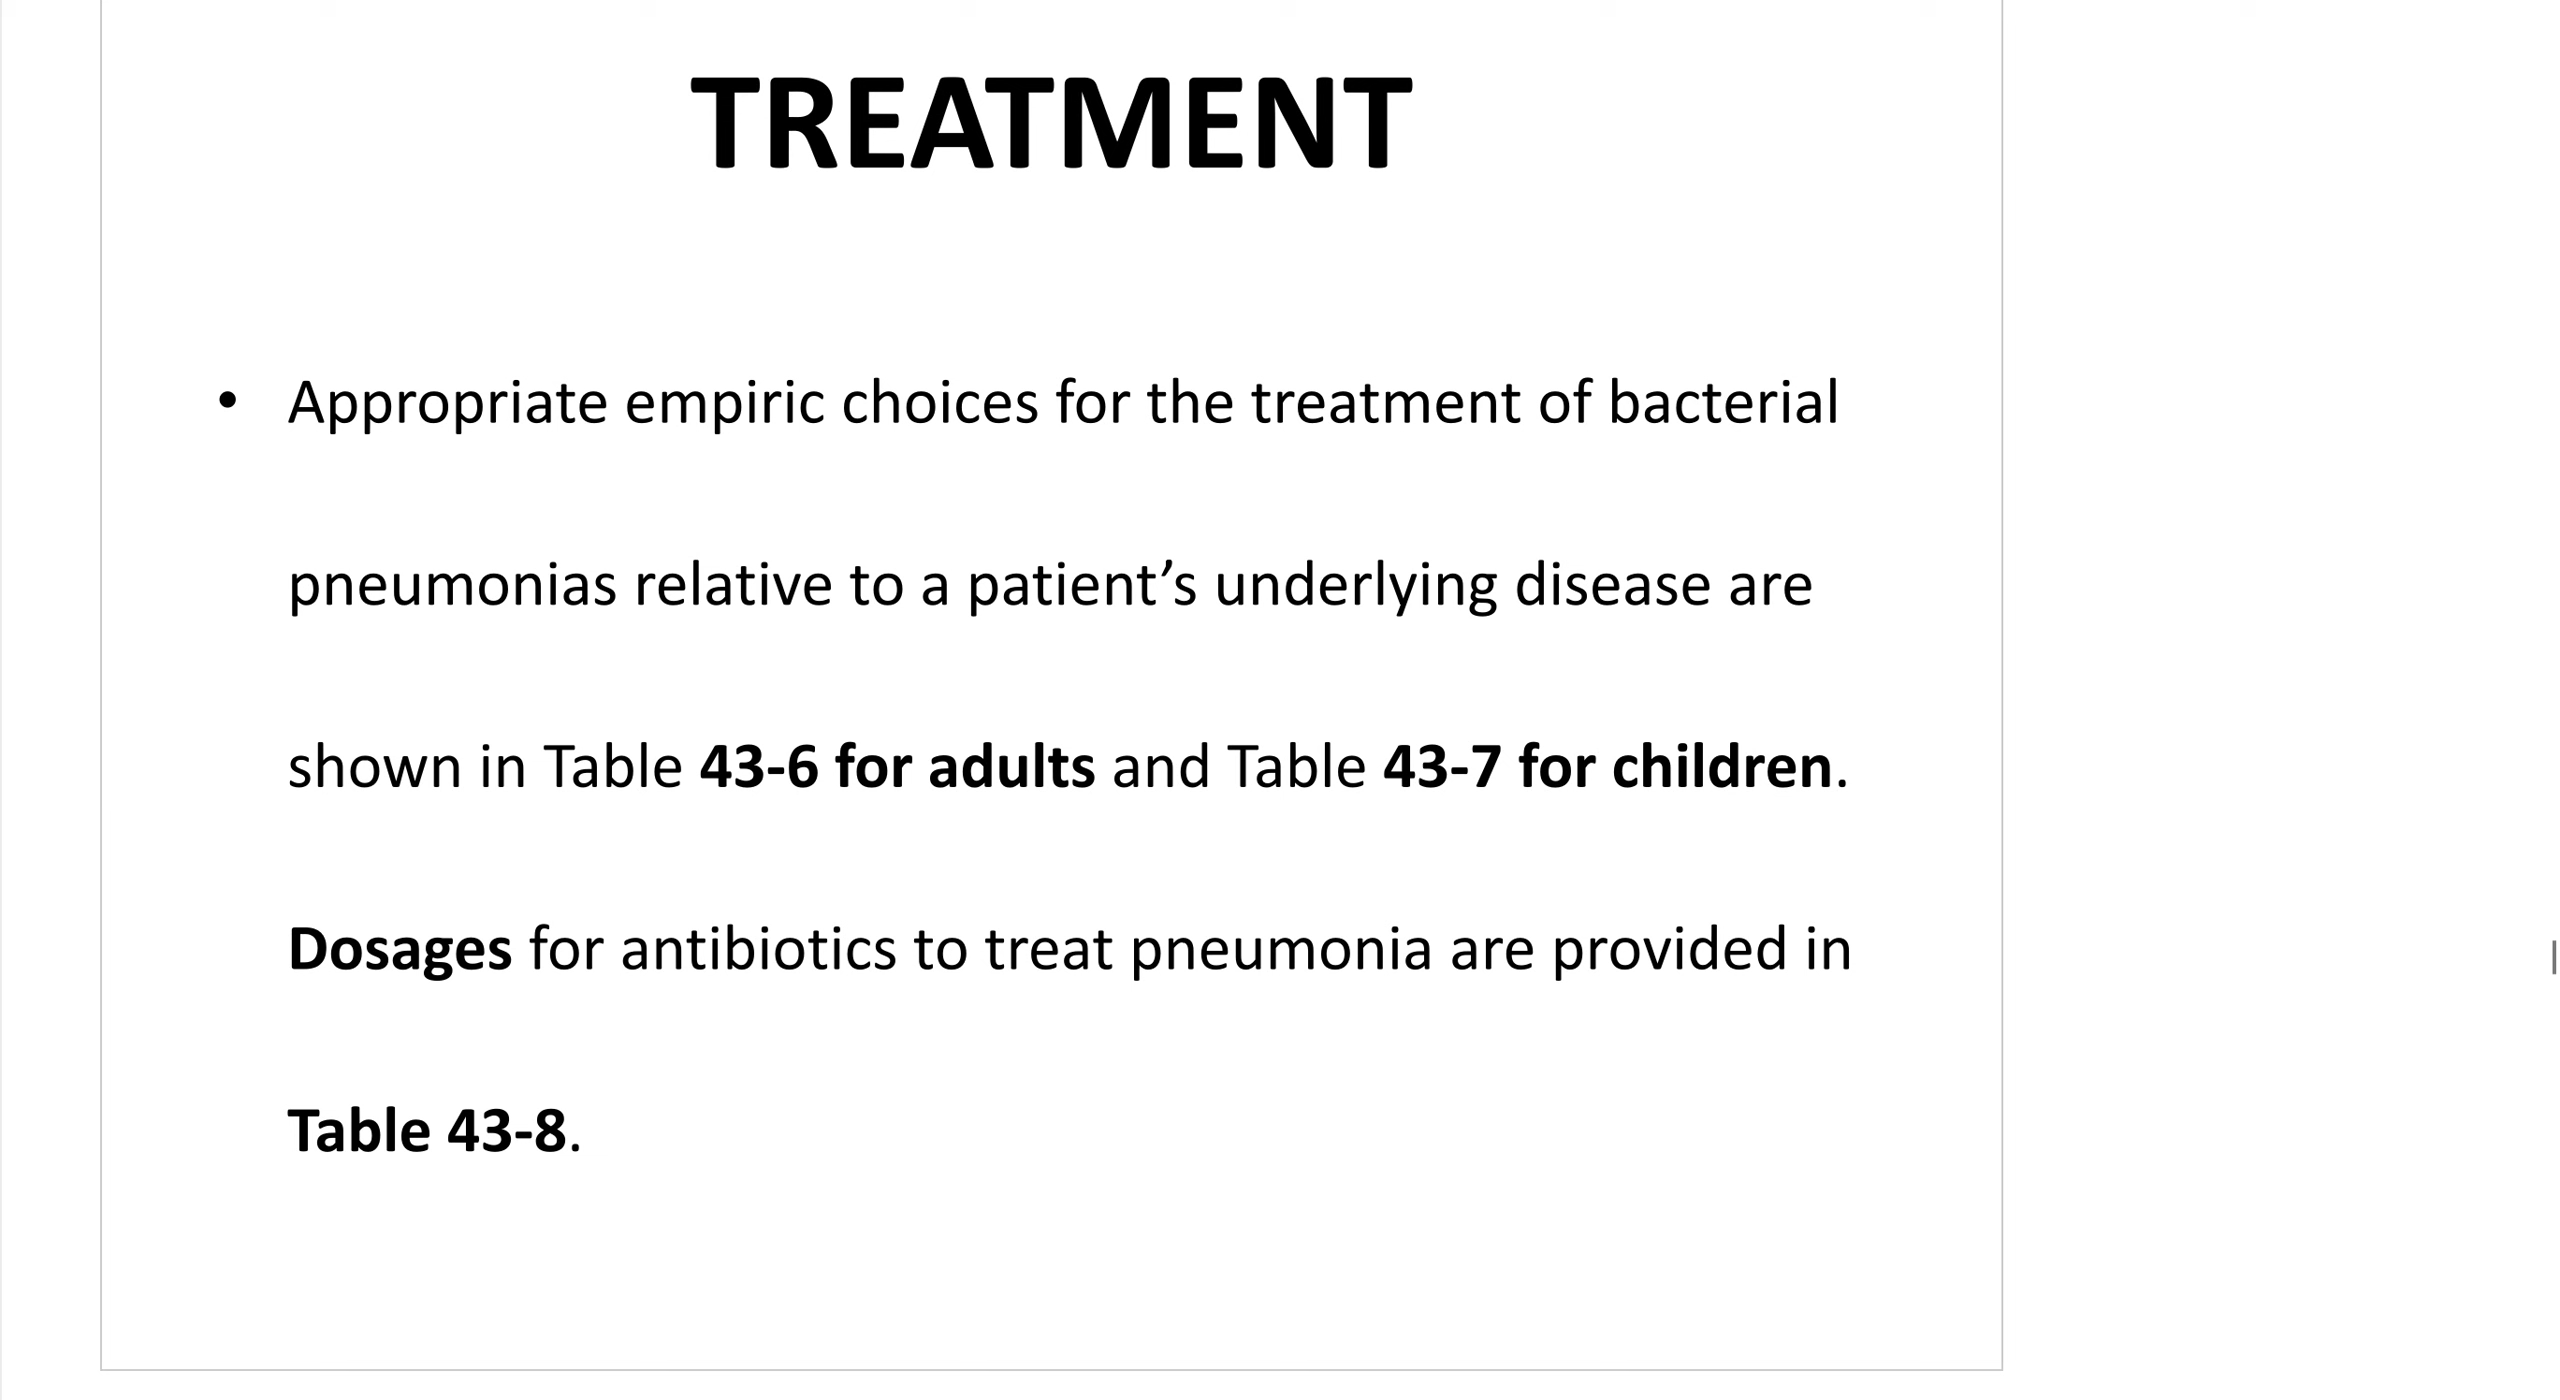 TREATMENT
• Appropriate empiric choices for the treatment of bacterial
pneumonias relative to a patient’s underlying disease are
shown in Table 43-6 for adults and Table 43-7 for children.
Dosages for antibiotics to treat pneumonia are provided in
Table 43-8.